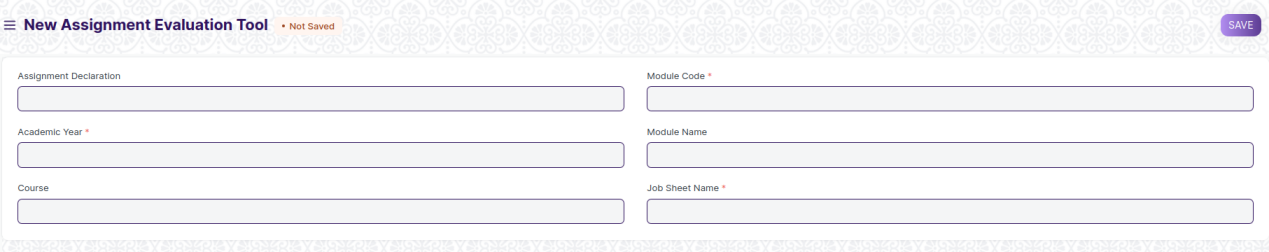 New Assignment Evaluation Tool • Not Saved SAVE
Assignment Declaration
Module Code *
Academic Year *
Module Name
Course
Job Sheet Name *